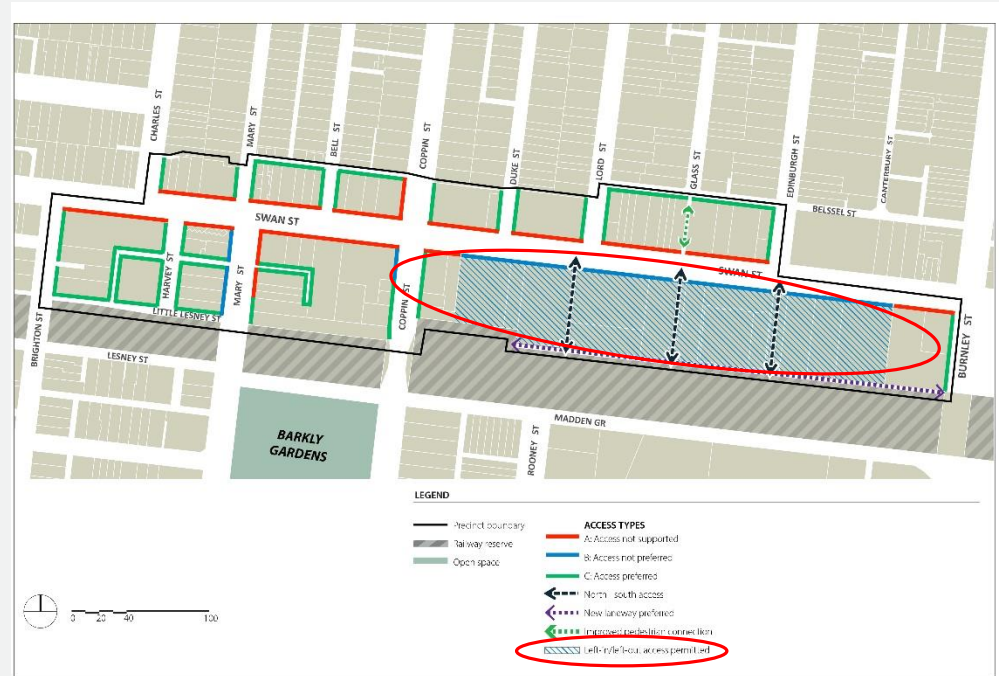 CHARLES ST
MARY ST
BELL ST
COPPIN ST
DUKE ST
LORD ST
GLASS ST
EDINBURGH ST
CANTERBURY ST
BELSSEL ST
SWAN ST
SWAN ST
HARVEY ST
MARY ST
COPPIN ST
BURNLEY ST
LITTLE LESNEY ST
BRIGHTON ST
LESNEY ST
MADDEN GR
ROONEY ST
BARKLY
GARDENS
LEGEND
Precinct boundary
Railway reserve
Open space
ACCESS TYPES
A: Access not supported
B: Access not preferred
C: Access preferred
North - south access
New laneway preferred
Improved pedestrian connection
Left-in/left-out access permitted
0 20 40 100